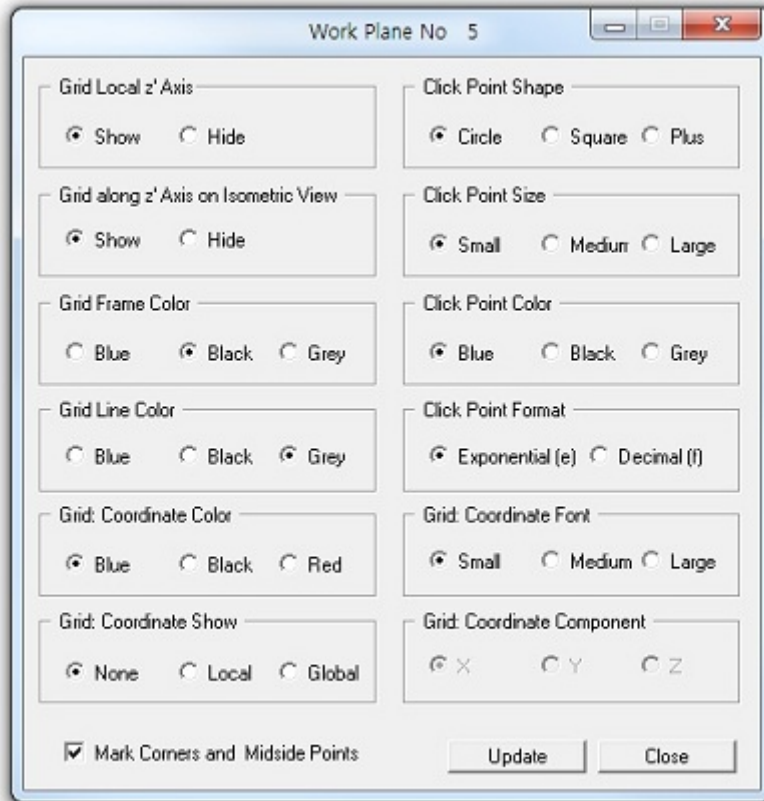 Work Plane No 5
Grid Local z' Axis
Show Hide
Click Point Shape
Circle Square Plus
Grid along z' Axis on Isometric View
Show Hide
Click Point Size
Small Mediur Large
Grid Frame Color
Blue Black Grey
Click Point Color
Blue Black Grey
Grid Line Color
Blue Black Grey
Click Point Format
Exponential (e) Decimal (f)
Grid: Coordinate Color
Blue Black Red
Grid: Coordinate Font
Small Medium Large
Grid: Coordinate Show
None Local Global
Grid: Coordinate Component
X Y Z
Mark Corners and Midside Points
Update Close